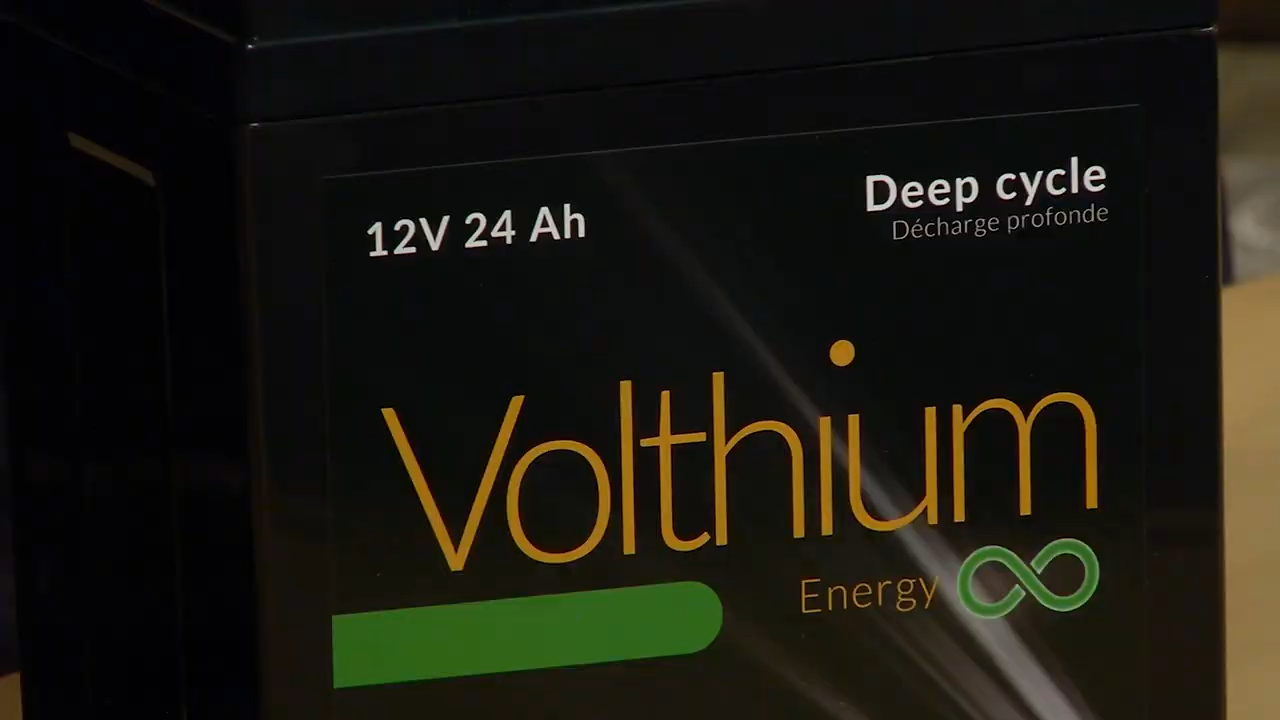 12V 24 Ah
Deep cycle
Décharge profonde
Volthium
Energy